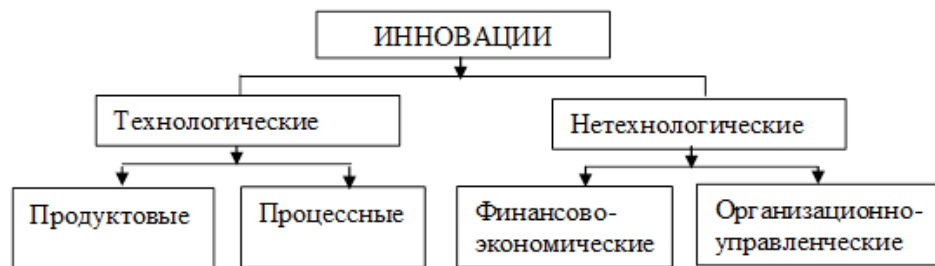 ИННОВАЦИИ
Технологические
Нетехнологические
Продуктовые
Процессные
Финансово-
экономические
Организационно-
управленческие